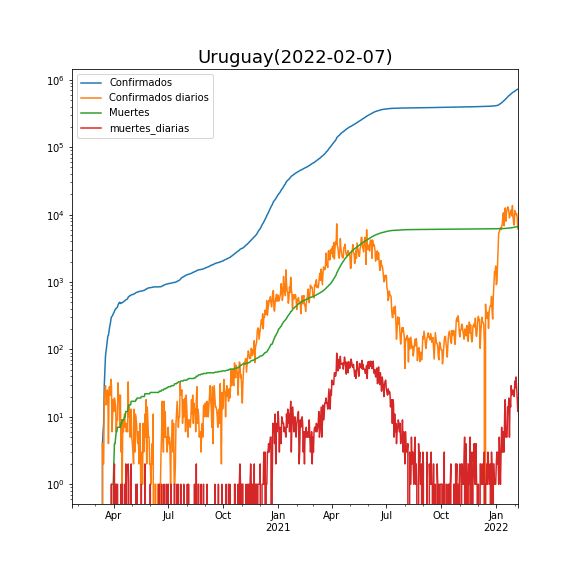 Uruguay(2022-02-07)
Confirmados
Confirmados diarios
Muertes
muertes_diarias
10^6
10^5
10^4
10^3
10^2
10^1
10^0
Apr Jul Oct Jan Apr Jul Oct Jan
2021 2022